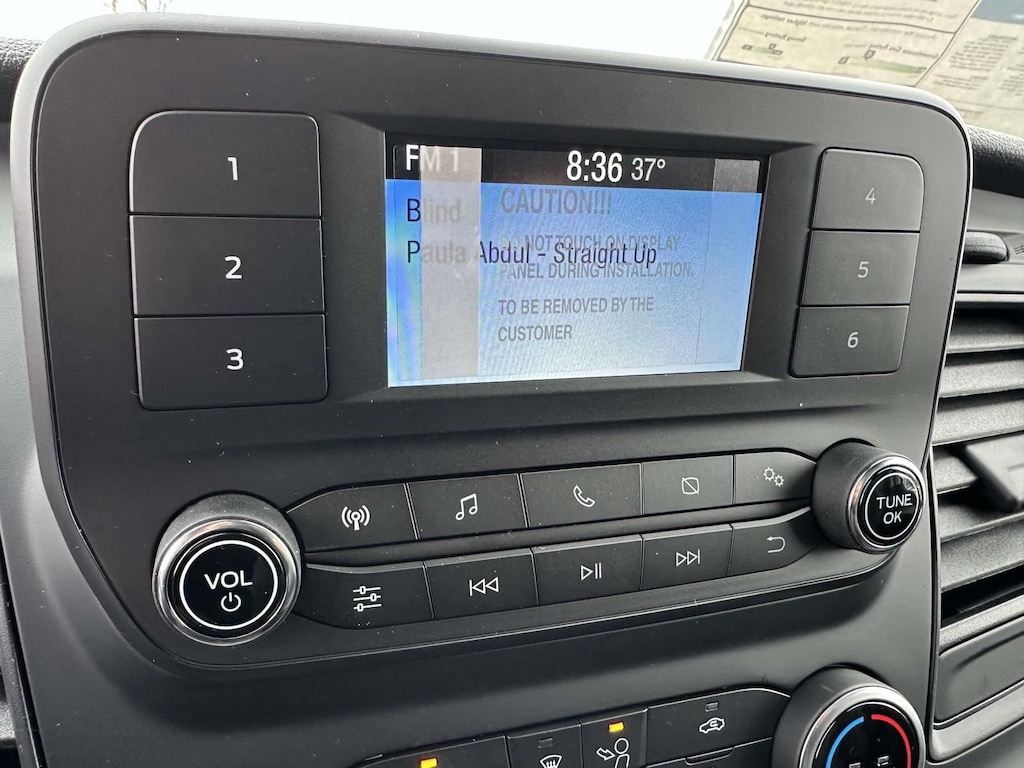 1
2
3
FM 1
8:36 37°
Blind
Paula Abdul - Straight Up
CAUTION!!!
DO NOT TOUCH ON DISPLAY
PANEL DURING INSTALLATION.
TO BE REMOVED BY THE
CUSTOMER
4
5
6
VOL
TUNE
OK